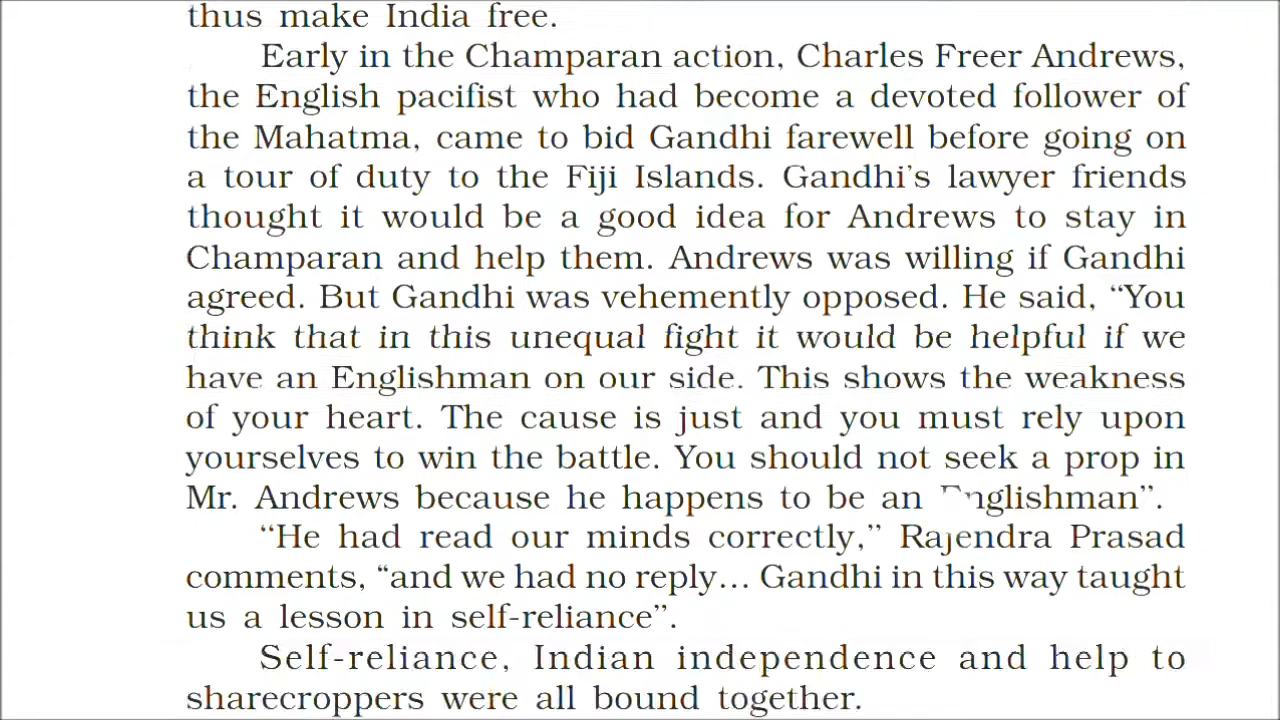 thus make India free.
Early in the Champaran action, Charles Freer Andrews,
the English pacifist who had become a devoted follower of
the Mahatma, came to bid Gandhi farewell before going on
a tour of duty to the Fiji Islands. Gandhi's lawyer friends
thought it would be a good idea for Andrews to stay in
Champaran and help them. Andrews was willing if Gandhi
agreed. But Gandhi was vehemently opposed. He said, “You
think that in this unequal fight it would be helpful if we
have an Englishman on our side. This shows the weakness
of your heart. The cause is just and you must rely upon
yourselves to win the battle. You should not seek a prop in
Mr. Andrews because he happens to be an Englishman”.
“He had read our minds correctly,” Rajendra Prasad
comments, “and we had no reply... Gandhi in this way taught
us a lesson in self-reliance”.
Self-reliance, Indian independence and help to
sharecroppers were all bound together.